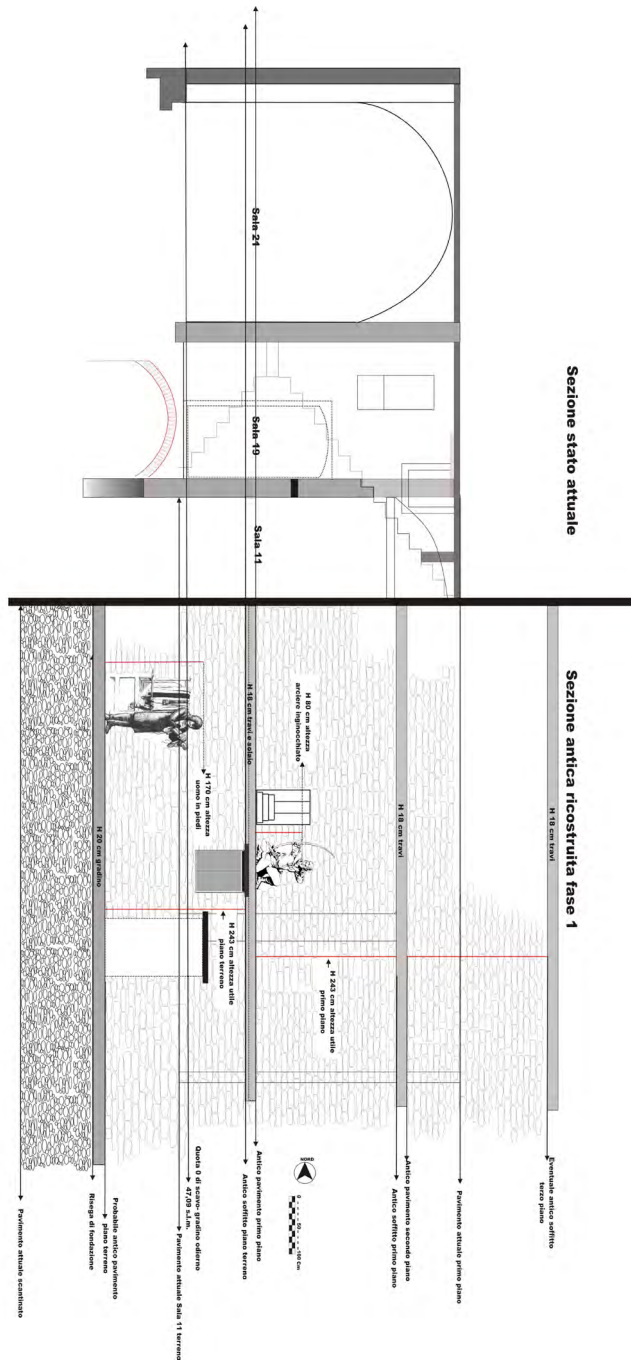 Sezione stato attuale
Sala 21
Sala 19
Sala 11
Sezione antica ricostruita fase 1
H 18 cm travi
H 18 cm travi
H 80 cm altezza
arciere inginocchiato
H 18 cm travi e solaio
H 170 cm altezza
uomo in piedi
H 20 cm gradino
H 243 cm altezza utile
primo piano
H 243 cm altezza utile
piano terreno
NORD
0 50 100 Cm
Eventuale antico soffitto
terzo piano
Pavimento attuale primo piano
Antico pavimento secondo piano
Antico soffitto primo piano
Antico pavimento primo piano
Antico soffitto piano terreno
Quota 0 di scavo- gradino odierno
47,09 s.l.m.
Pavimento attuale Sala 11 terreno
Probabile antico pavimento
piano terreno
Risega di fondazione
Pavimento attuale scantinato